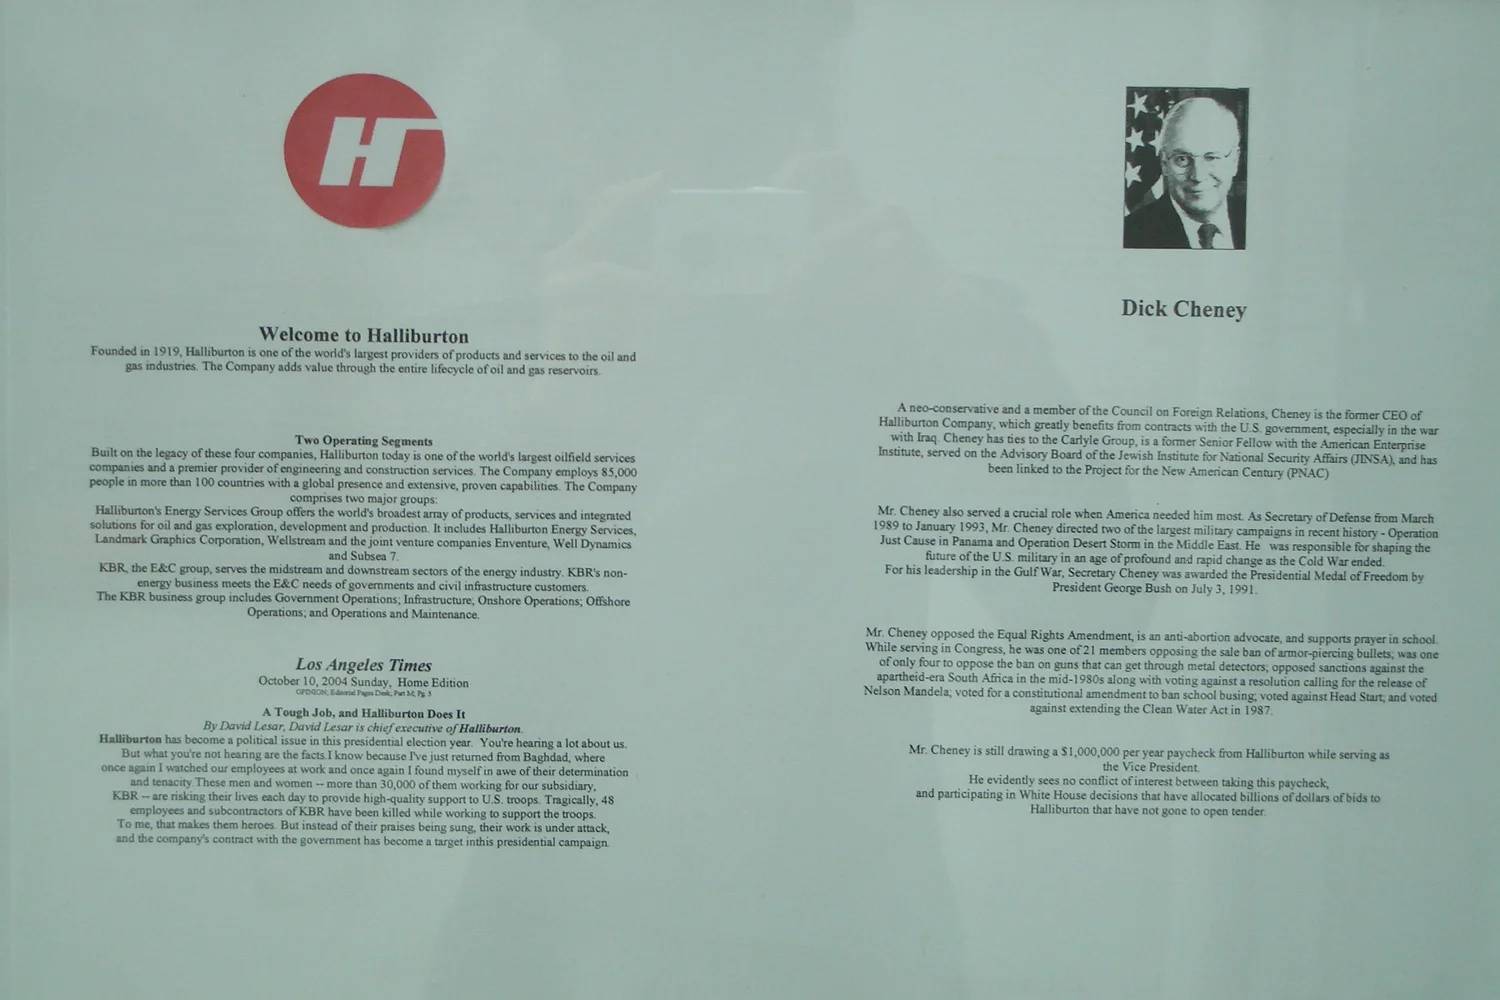 H
Welcome to Halliburton
Founded in 1919, Halliburton is one of the world's largest providers of products and services to the oil and
gas industries. The Company adds value through the entire lifecycle of oil and gas reservoirs.
Two Operating Segments
Built on the legacy of these four companies, Halliburton today is one of the world's largest oilfield services
companies and a premier provider of engineering and construction services. The Company employs 85,000
people in more than 100 countries with a global presence and extensive, proven capabilities. The Company
comprises two major groups:
Halliburton's Energy Services Group offers the world's broadest array of products, services and integrated
solutions for oil and gas exploration, development and production. It includes Halliburton Energy Services,
Landmark Graphics Corporation, Wellstream and the joint venture companies Enventure, Well Dynamics
and Subsea 7.
KBR, the E&C group, serves the midstream and downstream sectors of the energy industry. KBR's non-
energy business meets the E&C needs of governments and civil infrastructure customers.
The KBR business group includes Government Operations; Infrastructure; Onshore Operations; Offshore
Operations; and Operations and Maintenance.
Los Angeles Times
October 10, 2004 Sunday, Home Edition
OPINION; Editorial Pages Desk; Part M; Pg. 5
A Tough Job, and Halliburton Does It
By David Lesar, David Lesar is chief executive of Halliburton.
Halliburton has become a political issue in this presidential election year. You're hearing a lot about us.
But what you're not hearing are the facts.I know because I've just returned from Baghdad, where
once again I watched our employees at work and once again I found myself in awe of their determination
and tenacity.These men and women -- more than 30,000 of them working for our subsidiary,
KBR -- are risking their lives each day to provide high-quality support to U.S. troops. Tragically, 48
employees and subcontractors of KBR have been killed while working to support the troops.
To me, that makes them heroes. But instead of their praises being sung, their work is under attack,
and the company's contract with the government has become a target inthis presidential campaign.
Dick Cheney
A neo-conservative and a member of the Council on Foreign Relations, Cheney is the former CEO of
Halliburton Company, which greatly benefits from contracts with the U.S. government, especially in the war
with Iraq. Cheney has ties to the Carlyle Group, is a former Senior Fellow with the American Enterprise
Institute, served on the Advisory Board of the Jewish Institute for National Security Affairs (JINSA), and has
been linked to the Project for the New American Century (PNAC)
Mr. Cheney also served a crucial role when America needed him most. As Secretary of Defense from March
1989 to January 1993, Mr. Cheney directed two of the largest military campaigns in recent history - Operation
Just Cause in Panama and Operation Desert Storm in the Middle East. He was responsible for shaping the
future of the U.S. military in an age of profound and rapid change as the Cold War ended.
For his leadership in the Gulf War, Secretary Cheney was awarded the Presidential Medal of Freedom by
President George Bush on July 3, 1991.
Mr. Cheney opposed the Equal Rights Amendment, is an anti-abortion advocate, and supports prayer in school.
While serving in Congress, he was one of 21 members opposing the sale ban of armor-piercing bullets; was one
of only four to oppose the ban on guns that can get through metal detectors; opposed sanctions against the
apartheid-era South Africa in the mid-1980s along with voting against a resolution calling for the release of
Nelson Mandela; voted for a constitutional amendment to ban school busing; voted against Head Start; and voted
against extending the Clean Water Act in 1987.
Mr. Cheney is still drawing a $1,000,000 per year paycheck from Halliburton while serving as
the Vice President.
He evidently sees no conflict of interest between taking this paycheck,
and participating in White House decisions that have allocated billions of dollars of bids to
Halliburton that have not gone to open tender.